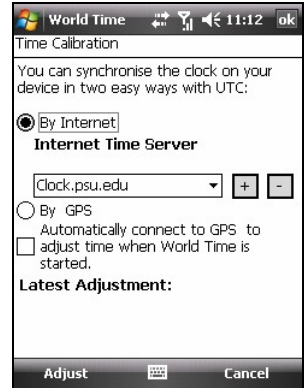 World Time 11:12 ok
Time Calibration
You can synchronise the clock on your
device in two easy ways with UTC:
By Internet
Internet Time Server
Clock.psu.edu + -
By GPS
Automatically connect to GPS to
adjust time when World Time is
started.
Latest Adjustment:
Adjust Cancel